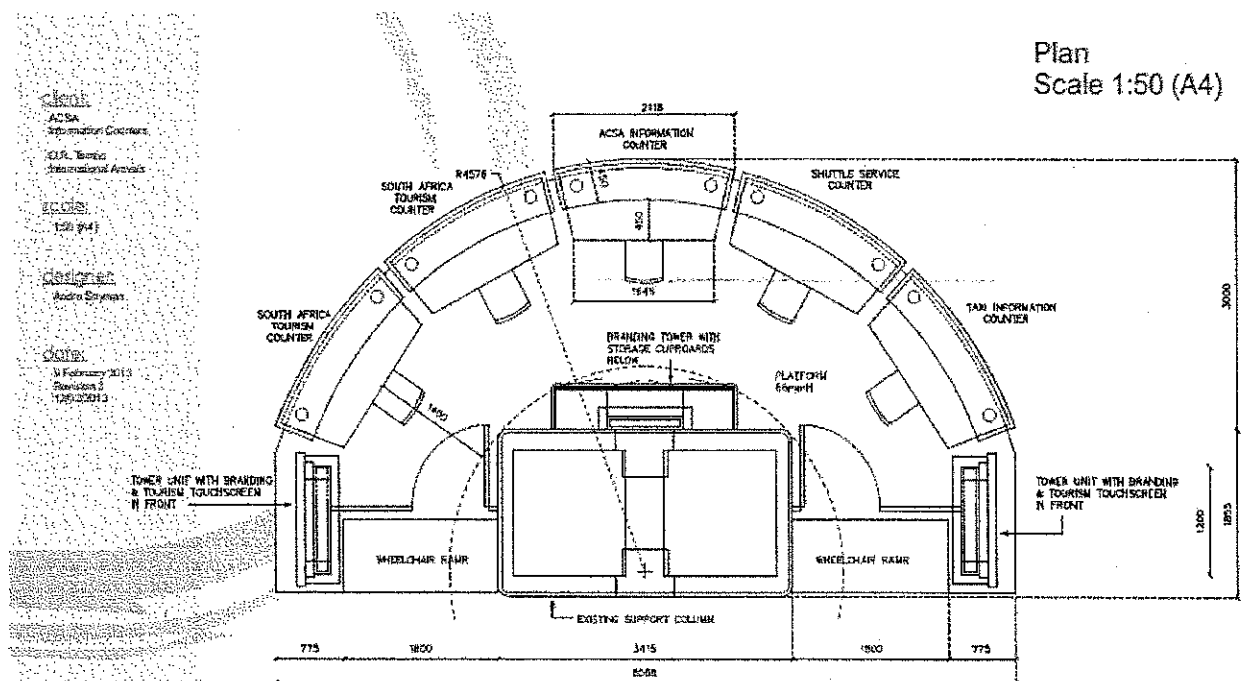 Plan
Scale 1:50 (A4)
client:
ACSA
Information Counters
O.R. Tambo
International Arrivals
scale:
1:50 (A4)
designer:
date:
2118
ACSA INFORMATION
COUNTER
R4576
SOUTH AFRICA
TOURISM
COUNTER
SHUTTLE SERVICE
COUNTER
450
SOUTH AFRICA
TOURISM
COUNTER
TAXI INFORMATION
COUNTER
3000
BRANDING TOWER WITH
STORAGE CUPBOARDS
BELOW
PLATFORM
TOWER UNIT WITH BRANDING
& TOURISM TOUCHSCREEN
IN FRONT
TOWER UNIT WITH BRANDING
& TOURISM TOUCHSCREEN
IN FRONT
1200
1855
WHEELCHAIR RAMP
WHEELCHAIR RAMP
EXISTING SUPPORT COLUMN
775
1800
3415
1800
775